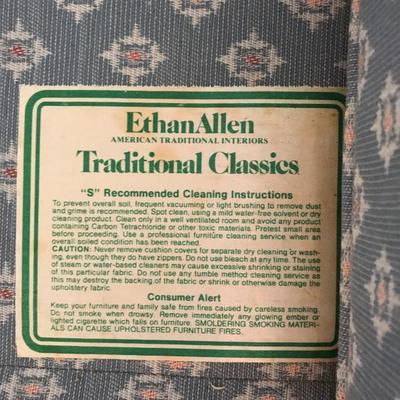 EthanAllen
AMERICAN TRADITIONAL INTERIORS
Traditional Classics
"S" Recommended Cleaning Instructions
To prevent overall soil, frequent vacuuming or light brushing to remove dust
and grime is recommended. Spot clean, using a mild water-free solvent or dry
cleaning product. Clean only in a well ventilated room and avoid any product
containing Carbon Tetrachloride or other toxic materials. Pretest small area
before proceeding. Use a professional furniture cleaning service when an
overall soiled condition has been reached.
CAUTION: Never remove cushion covers for separate dry cleaning or wash-
ing, even though they do have zippers. Do not use bleach at any time. The use
of steam or water-based cleaners may cause excessive shrinking or staining
of this particular fabric. Do not use any tumble method cleaning service as
this may destroy the backing of the fabric or shrink or otherwise damage the
upholstery fabric.
Consumer Alert
Keep your furniture and family safe from fires caused by careless smoking.
Do not smoke when drowsy. Remove immediately any glowing ember or
lighted cigarette which falls on furniture. SMOLDERING SMOKING MATERI-
ALS CAN CAUSE UPHOLSTERED FURNITURE FIRES.